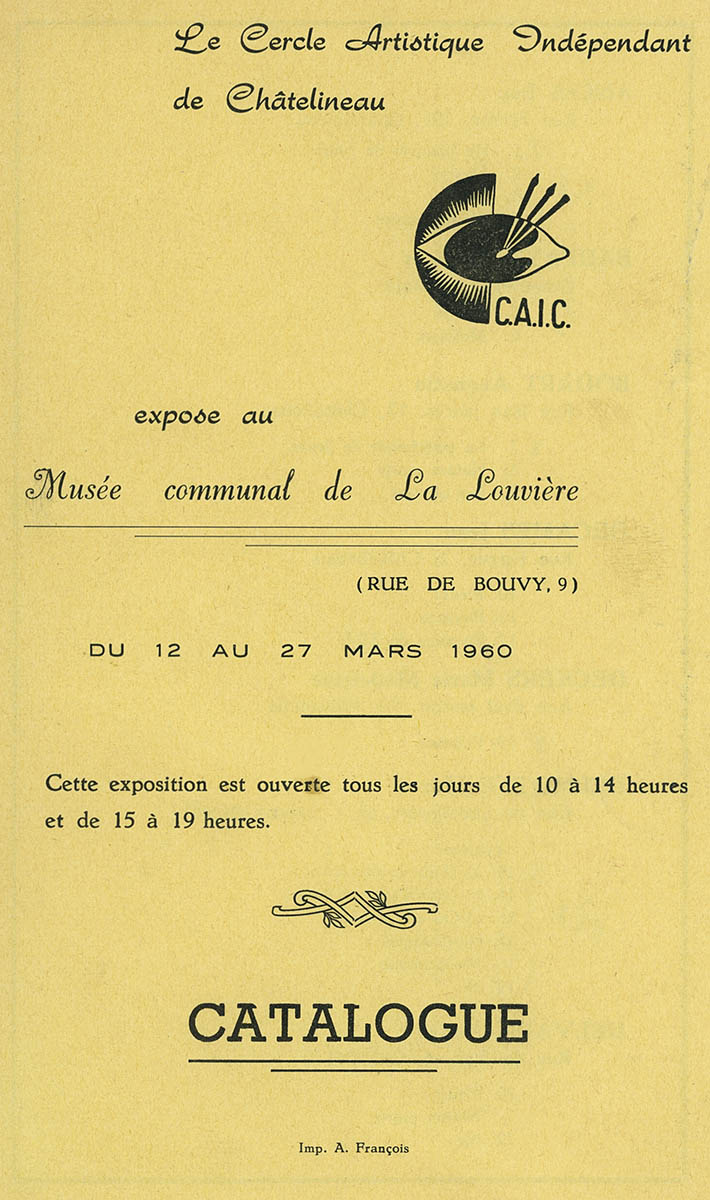 Le Cercle Artistique Indépendant
de Châtelineau
C.A.I.C.
expose au
Musée communal de La Louvière
(RUE DE BOUVY, 9)
DU 12 AU 27 MARS 1960
Cette exposition est ouverte tous les jours de 10 à 14 heures
et de 15 à 19 heures.
CATALOGUE
Imp. A. François